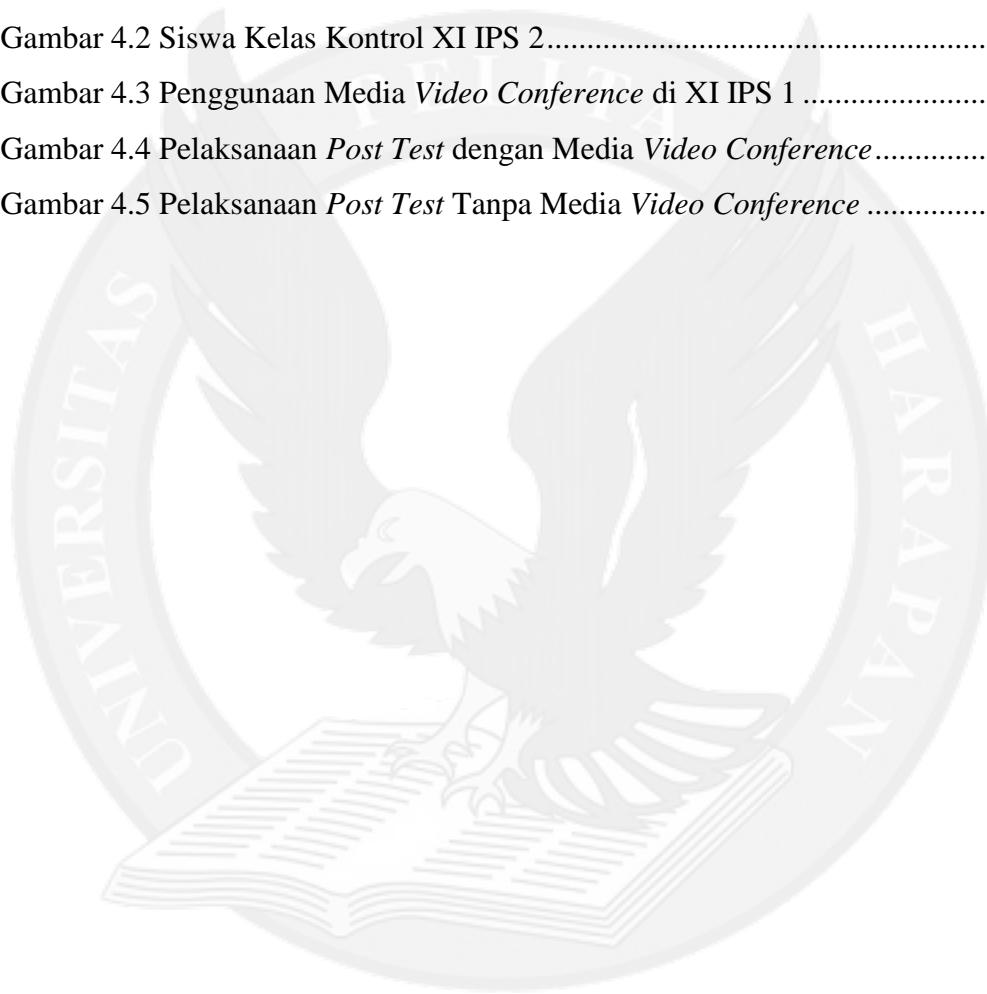 Gambar 4.2 Siswa Kelas Kontrol XI IPS 2........................................................
Gambar 4.3 Penggunaan Media Video Conference di XI IPS 1 .......................
Gambar 4.4 Pelaksanaan Post Test dengan Media Video Conference..............
Gambar 4.5 Pelaksanaan Post Test Tanpa Media Video Conference ...............
UNIVERSITAS PELITA HARAPAN